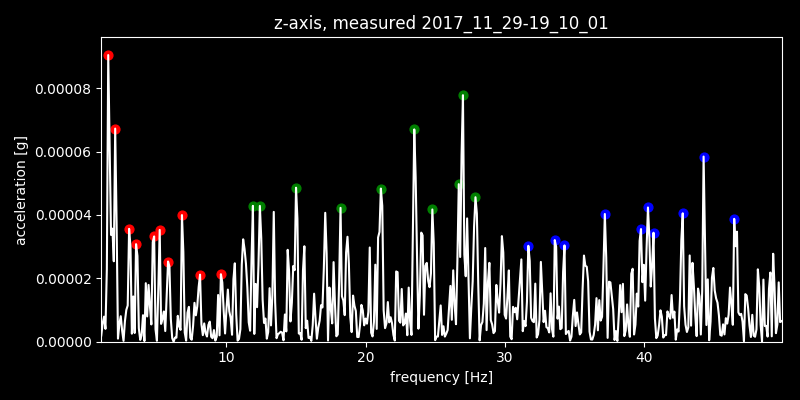 z-axis, measured 2017_11_29-19_10_01
acceleration [g]
0.00008
0.00006
0.00004
0.00002
0.00000
10 20 30 40
frequency [Hz]